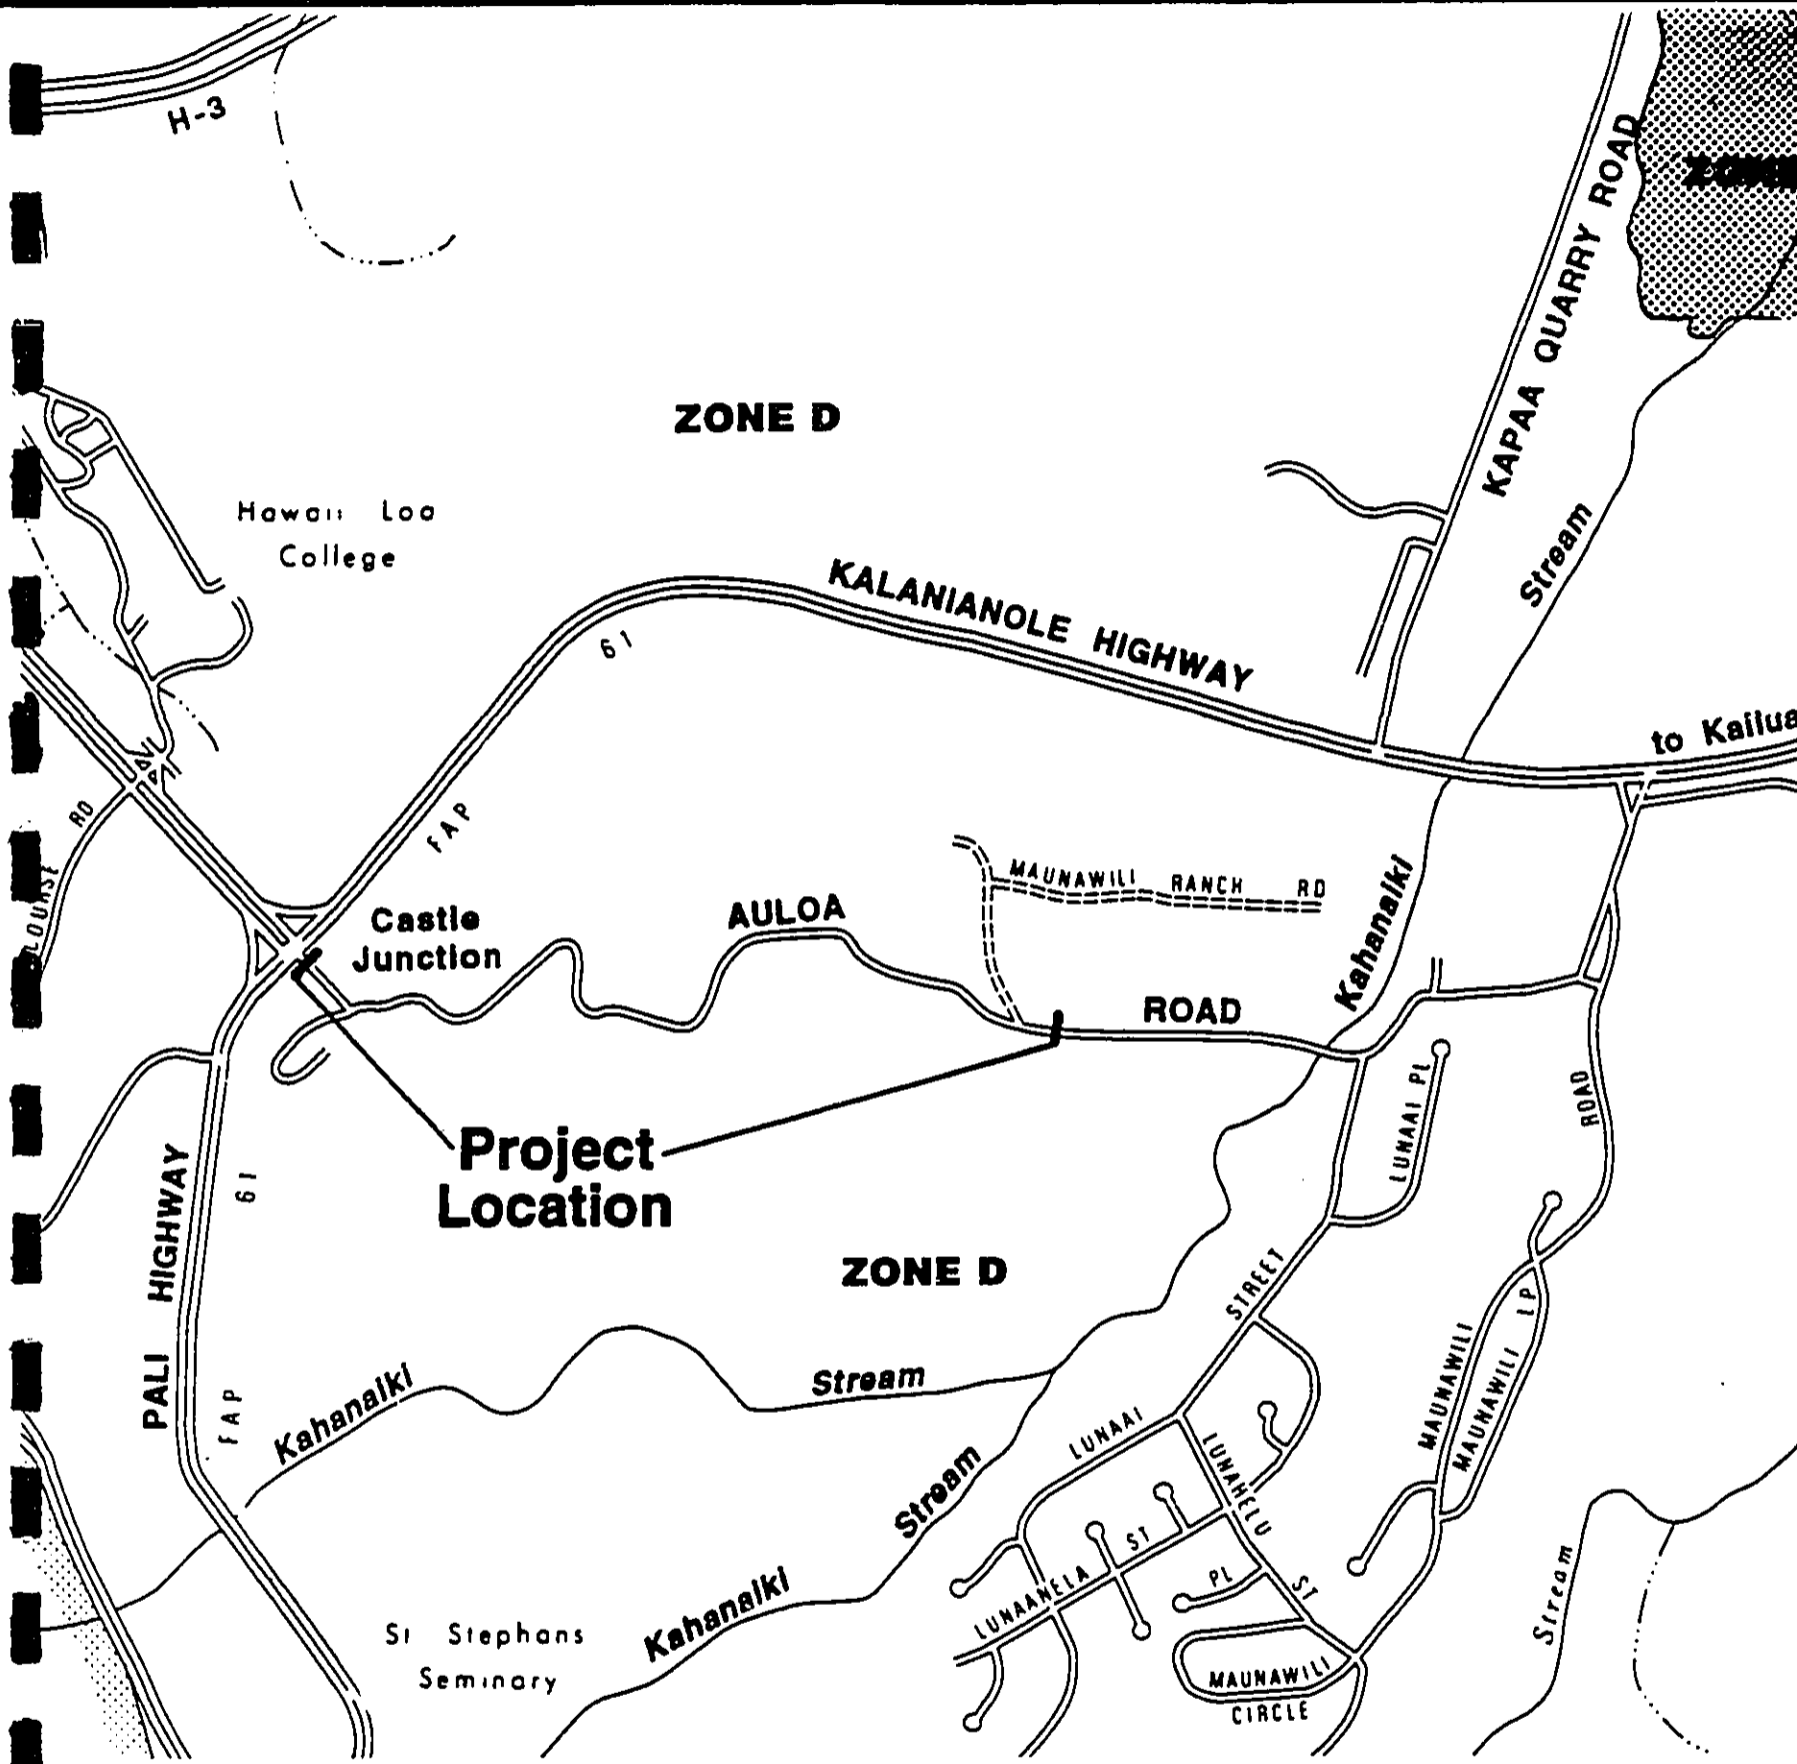 H-3
KAPAA QUARRY ROAD
ZONE D
Hawaii Loa
College
Stream
KALANIANOLE HIGHWAY
61
to Kailua
RD
FAP
MAUNAWILI RANCH RD
Castle
Junction
AULOA
Kahanaiki
ROAD
LUNAAI PL
ROAD
Project
Location
PALI HIGHWAY
61
ZONE D
STREET
MAUNAWILI
MAUNAWILI LP
FAP
Kahanaiki
Stream
LUNAAI
LUNAHELU
ST
Stream
LUNAANELA ST
PL
Kahanaiki
St Stephans
Seminary
Stream
MAUNAWILI
CIRCLE